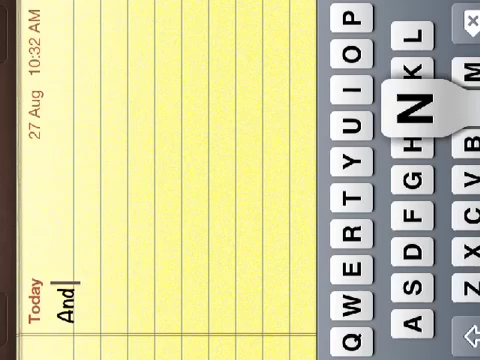 Today 27 Aug 10:32 AM
And
Q W E R T Y U I O P
A S D F G H K L
Z X C V B N M